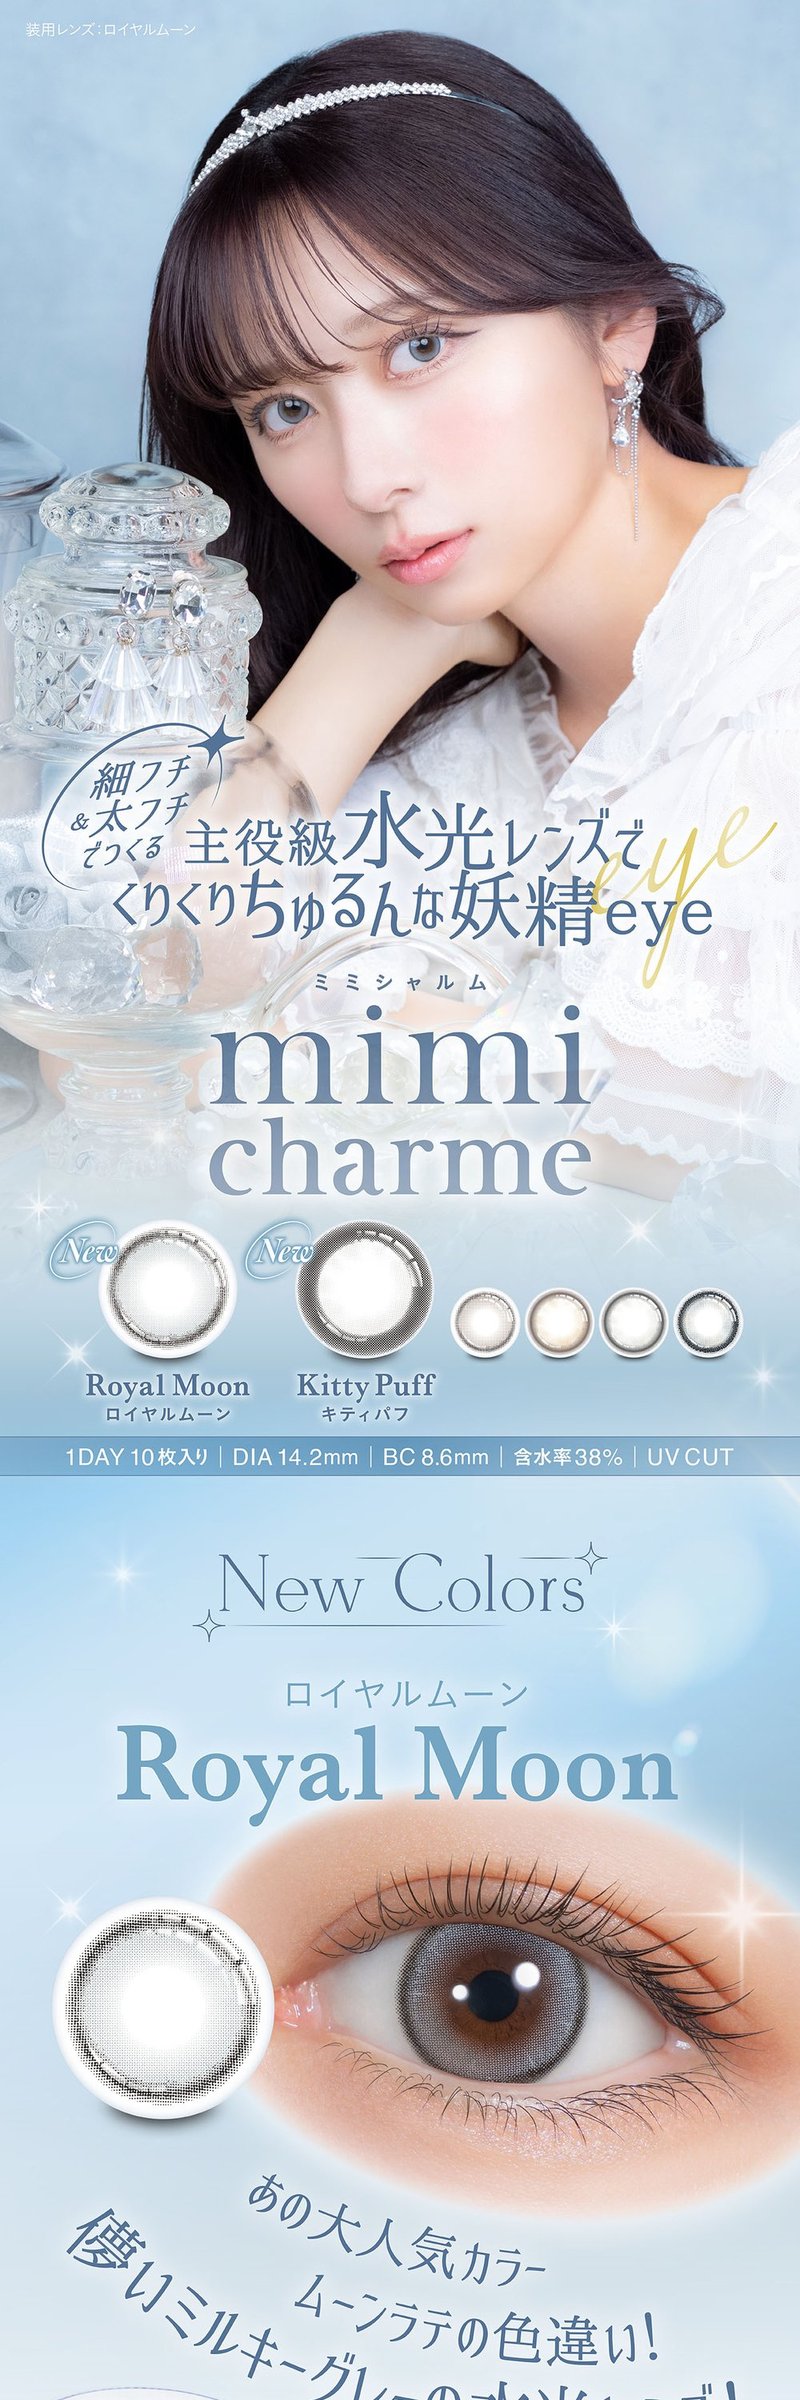 装用レンズ：ロイヤルムーン
細フチ
&太フチ
でつくる
主役級水光レンズで
くりくりちゅるんな妖精eye
eye
ミミシャルム
mimi
charme
New
New
Royal Moon
ロイヤルムーン
Kitty Puff
キティパフ
1DAY 10枚入り｜DIA 14.2mm｜BC 8.6mm｜含水率38%｜UV CUT
New Colors
ロイヤルムーン
Royal Moon
あの大人気カラー
ムーンラテの色違い!
儚いミルキーグレーの水光レンズ!